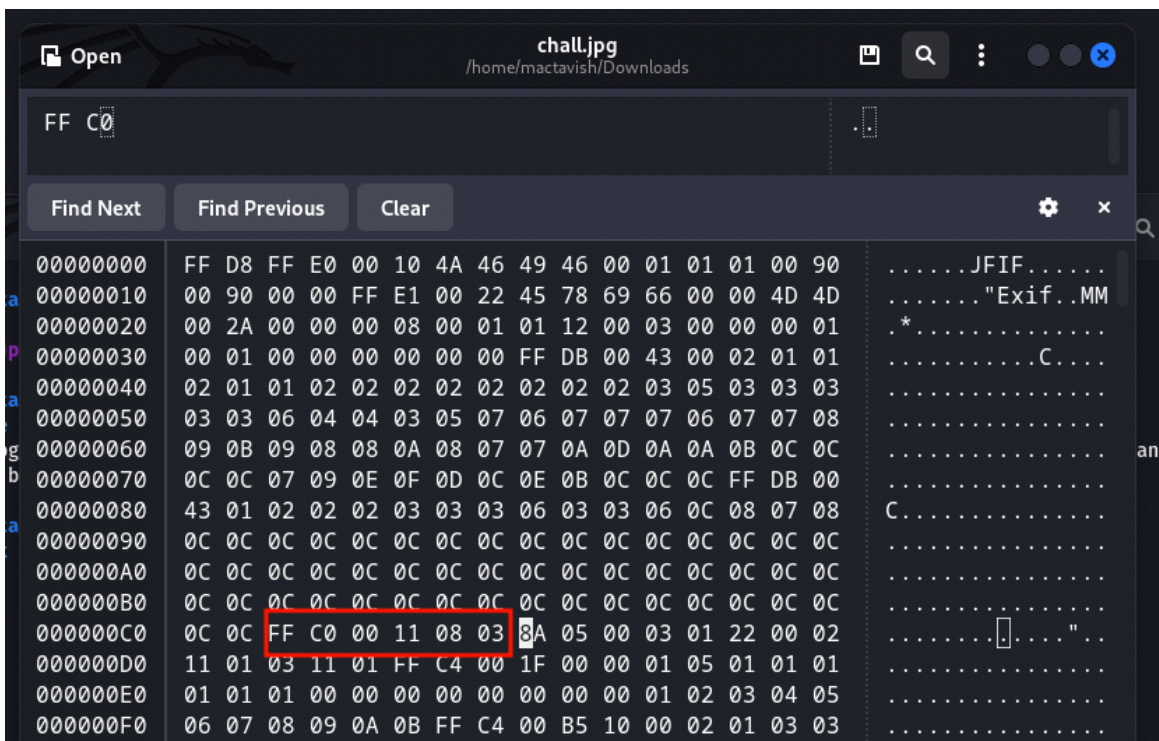 Open
chall.jpg
/home/mactavish/Downloads
FF C0 ..
Find Next Find Previous Clear
00000000 FF D8 FF E0 00 10 4A 46 49 46 00 01 01 01 00 90 ......JFIF......
00000010 00 90 00 00 FF E1 00 22 45 78 69 66 00 00 4D 4D ......."Exif..MM
00000020 00 2A 00 00 00 08 00 01 01 12 00 03 00 00 00 01 .*..............
00000030 00 01 00 00 00 00 00 00 FF DB 00 43 00 02 01 01 ...........C....
00000040 02 01 01 02 02 02 02 02 02 02 02 03 05 03 03 03 ................
00000050 03 03 06 04 04 03 05 07 06 07 07 07 06 07 07 08 ................
00000060 09 0B 09 08 08 0A 08 07 07 0A 0D 0A 0A 0B 0C 0C ................
00000070 0C 0C 07 09 0E 0F 0D 0C 0E 0B 0C 0C 0C FF DB 00 ................
00000080 43 01 02 02 02 03 03 03 06 03 03 06 0C 08 07 08 C...............
00000090 0C 0C 0C 0C 0C 0C 0C 0C 0C 0C 0C 0C 0C 0C 0C 0C ................
000000A0 0C 0C 0C 0C 0C 0C 0C 0C 0C 0C 0C 0C 0C 0C 0C 0C ................
000000B0 0C 0C 0C 0C 0C 0C 0C 0C 0C 0C 0C 0C 0C 0C 0C 0C ................
000000C0 0C 0C FF C0 00 11 08 03 8A 05 00 03 01 22 00 02 ............."..
000000D0 11 01 03 11 01 FF C4 00 1F 00 00 01 05 01 01 01 ................
000000E0 01 01 01 00 00 00 00 00 00 00 00 01 02 03 04 05 ................
000000F0 06 07 08 09 0A 0B FF C4 00 B5 10 00 02 01 03 03 ................